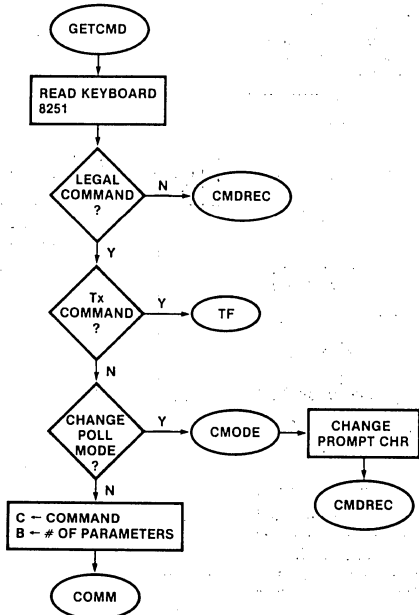 GETCMD
READ KEYBOARD
8251
LEGAL
COMMAND
?
N
CMDREC
Y
Tx
COMMAND
?
Y
TF
N
CHANGE
POLL
MODE
?
Y
CMODE
CHANGE
PROMPT CHR
CMDREC
N
C ← COMMAND
B ← # OF PARAMETERS
COMM